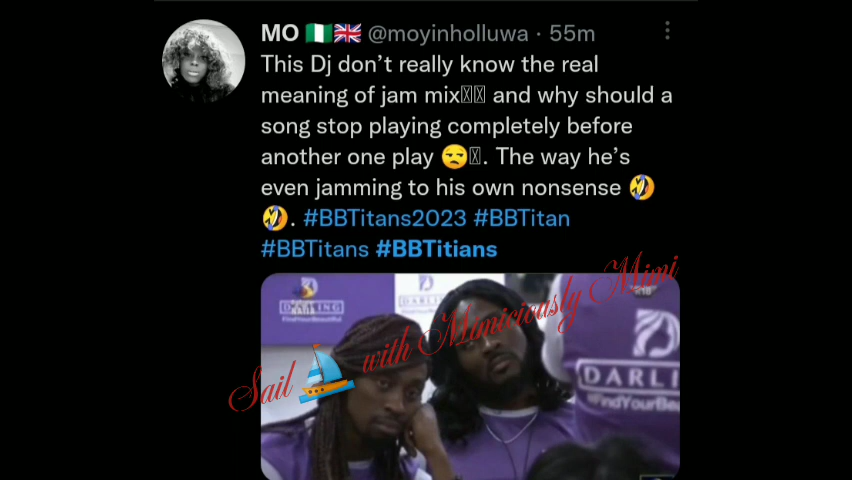 MO 🇳🇬🇬🇧 @moyinholluwa · 55m
This Dj don't really know the real
meaning of jam mix and why should a
song stop playing completely before
another one play 😒. The way he's
even jamming to his own nonsense 🤣
🤣. #BBTitans2023 #BBTitan
#BBTitans #BBTitians
Sail ⛵ with Mimiciously Mimi
DARLING
FindYourBeautiful
DARLI
#FindYourBea